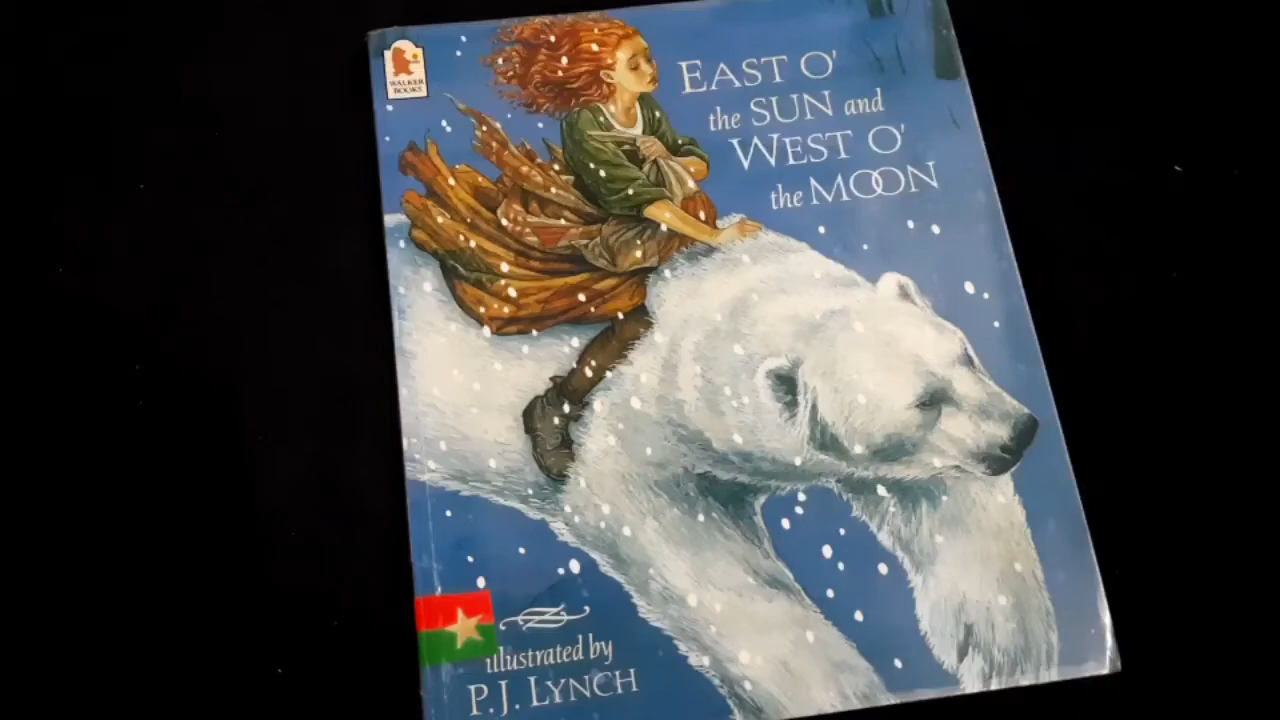 WALKER
BOOKS
EAST O'
the SUN and
WEST O'
the MOON
illustrated by
P.J. LYNCH